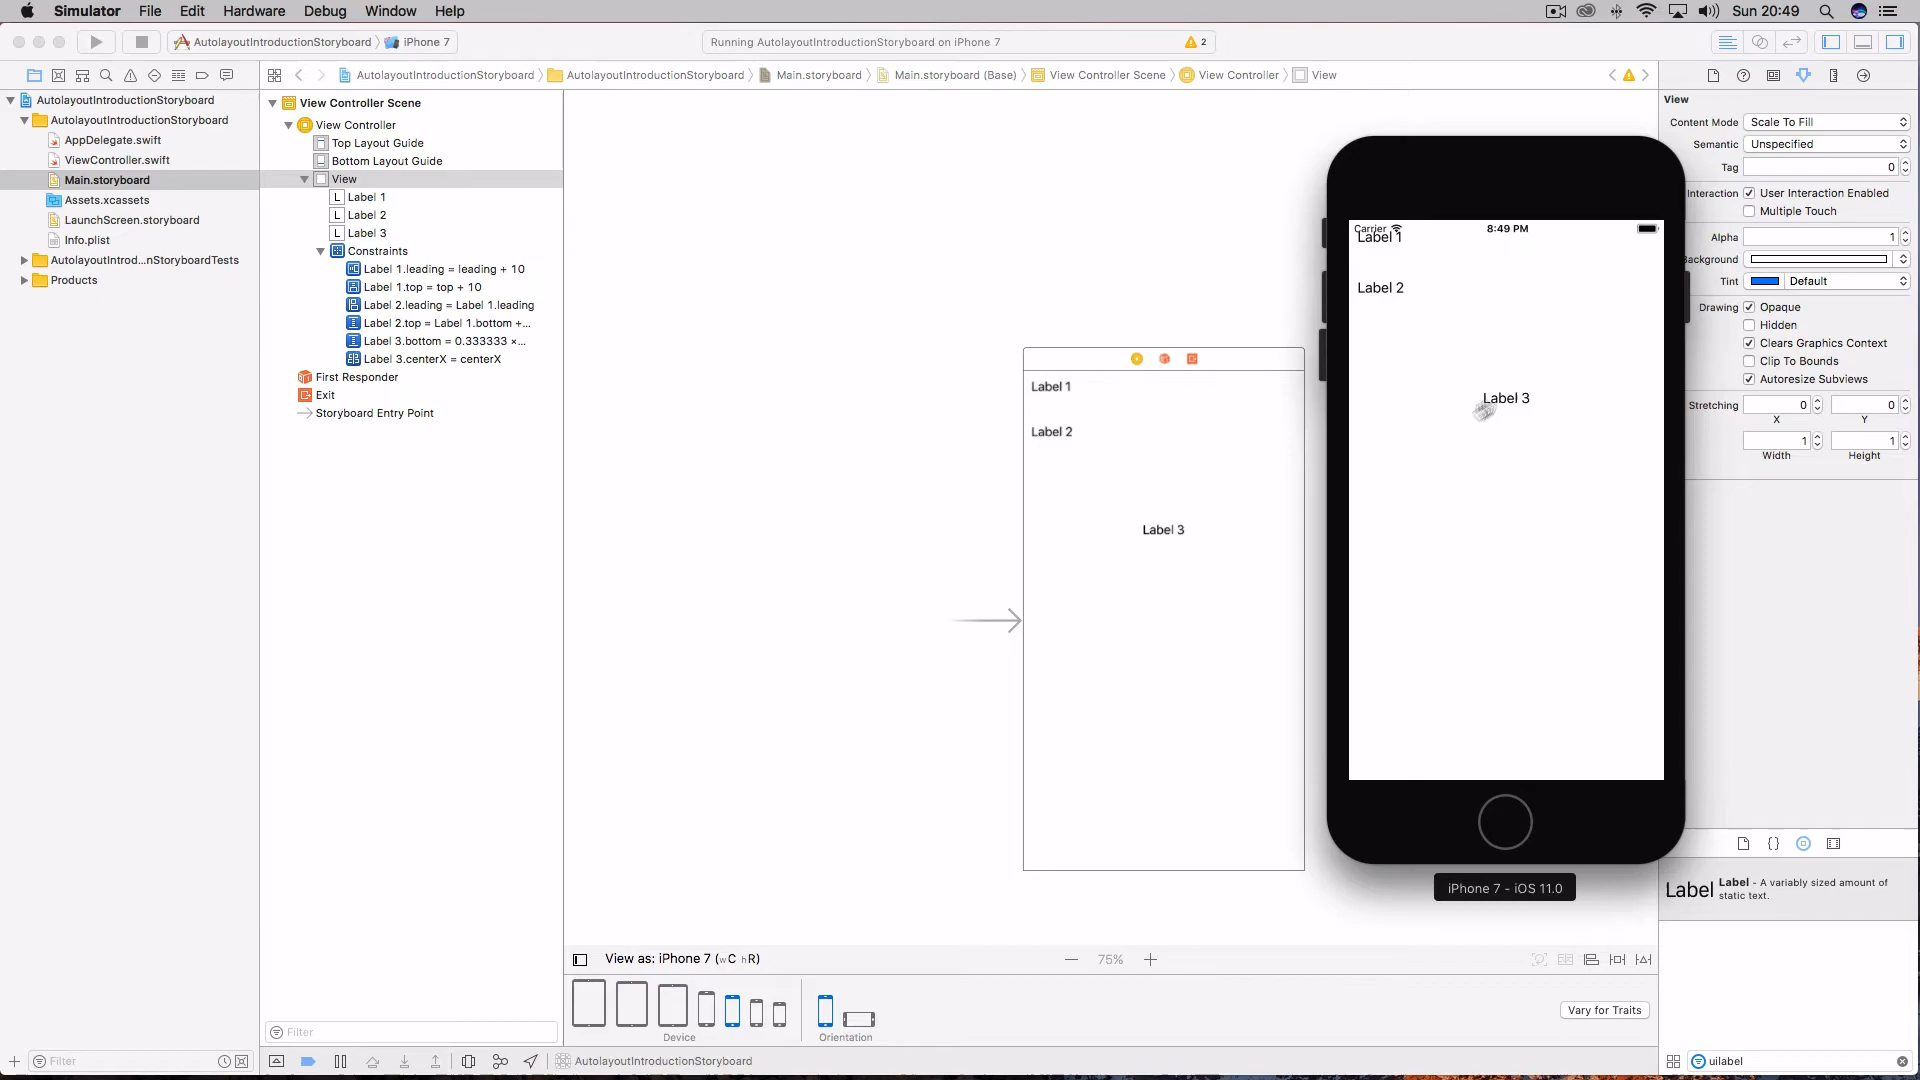 Simulator File Edit Hardware Debug Window Help Sun 20:49
AutolayoutIntroductionStoryboard iPhone 7 Running AutolayoutIntroductionStoryboard on iPhone 7 2
AutolayoutIntroductionStoryboard AutolayoutIntroductionStoryboard Main.storyboard Main.storyboard (Base) View Controller Scene View Controller View
AutolayoutIntroductionStoryboard
AutolayoutIntroductionStoryboard
AppDelegate.swift
ViewController.swift
Main.storyboard
Assets.xcassets
LaunchScreen.storyboard
Info.plist
AutolayoutIntrod...nStoryboardTests
Products
Filter
View Controller Scene
View Controller
Top Layout Guide
Bottom Layout Guide
View
L Label 1
L Label 2
L Label 3
Constraints
Label 1.leading = leading + 10
Label 1.top = top + 10
Label 2.leading = Label 1.leading
Label 2.top = Label 1.bottom +...
Label 3.bottom = 0.333333 ×...
Label 3.centerX = centerX
First Responder
Exit
Storyboard Entry Point
Filter
Label 1
Label 2
Label 3
Carrier 8:49 PM
Label 1
Label 2
Label 3
iPhone 7 - iOS 11.0
View as: iPhone 7 (wC hR) 75%
Device Orientation
Vary for Traits
AutolayoutIntroductionStoryboard
View
Content Mode Scale To Fill
Semantic Unspecified
Tag 0
Interaction User Interaction Enabled
Multiple Touch
Alpha 1
Background
Tint Default
Drawing Opaque
Hidden
Clears Graphics Context
Clip To Bounds
Autoresize Subviews
Stretching 0 0
X Y
1 1
Width Height
{ }
Label Label - A variably sized amount of
static text.
uilabel